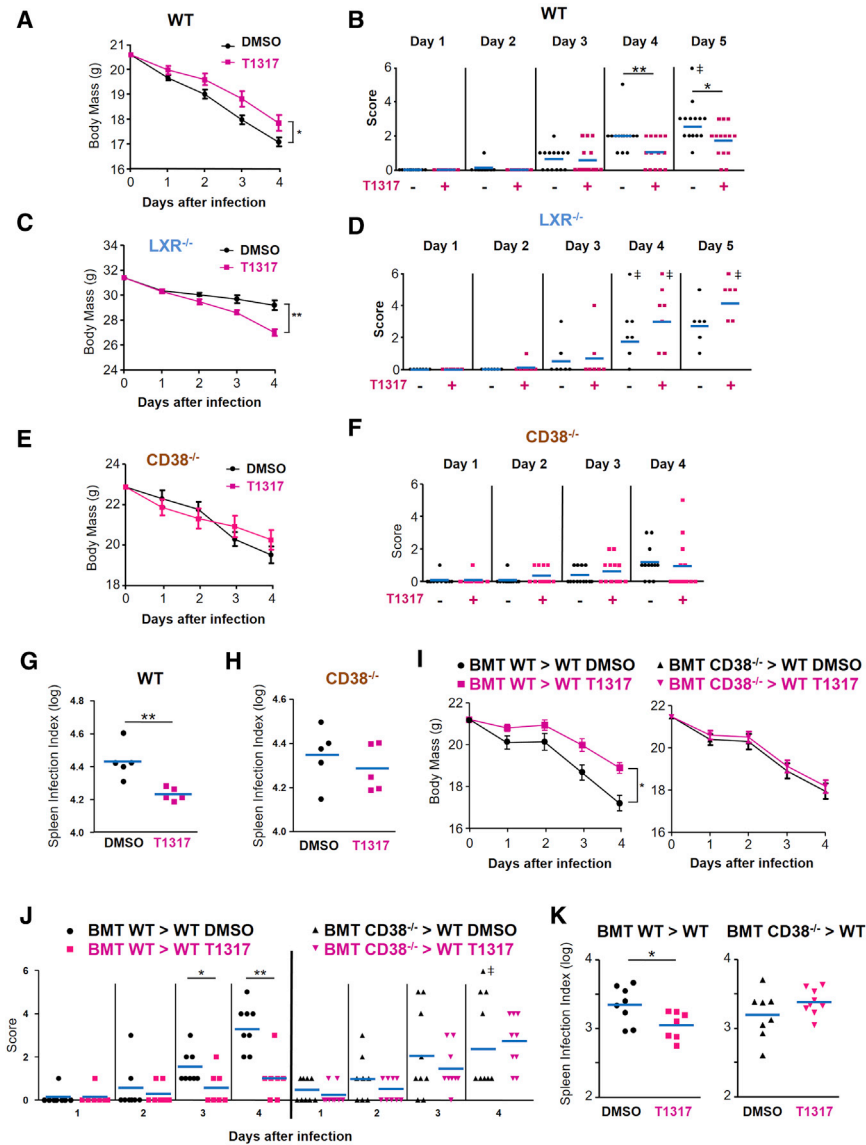 A
WT
DMSO
T1317
Body Mass (g)
21
20
19
18
17
16
*
0 1 2 3 4
Days after infection
B
WT
Day 1 Day 2 Day 3 Day 4 Day 5
Score
6
4
2
0
** ‡ *
T1317 - + - + - + - + - +
C
LXR-/-
DMSO
T1317
Body Mass (g)
34
32
30
28
26
24
**
0 1 2 3 4
Days after infection
D
LXR-/-
Day 1 Day 2 Day 3 Day 4 Day 5
Score
6
4
2
0
‡ ‡ ‡
T1317 - + - + - + - + - +
E
CD38-/-
DMSO
T1317
Body Mass (g)
24
22
20
18
0 1 2 3 4
Days after infection
F
CD38-/-
Day 1 Day 2 Day 3 Day 4
Score
6
4
2
0
T1317 - + - + - + - +
G
WT
Spleen Infection Index (log)
4.8
4.6
4.4
4.2
4.0
**
DMSO T1317
H
CD38-/-
Spleen Infection Index (log)
4.6
4.4
4.2
4.0
DMSO T1317
I
BMT WT > WT DMSO
BMT WT > WT T1317
BMT CD38-/- > WT DMSO
BMT CD38-/- > WT T1317
Body Mass (g)
22
20
18
16
*
0 1 2 3 4
Days after infection
22
20
18
16
0 1 2 3 4
Days after infection
J
BMT WT > WT DMSO
BMT WT > WT T1317
BMT CD38-/- > WT DMSO
BMT CD38-/- > WT T1317
Score
6
4
2
0
* ** ‡
1 2 3 4 1 2 3 4
Days after infection
K
BMT WT > WT BMT CD38-/- > WT
Spleen Infection Index (log)
4
3
2
*
DMSO T1317
4
3
2
DMSO T1317